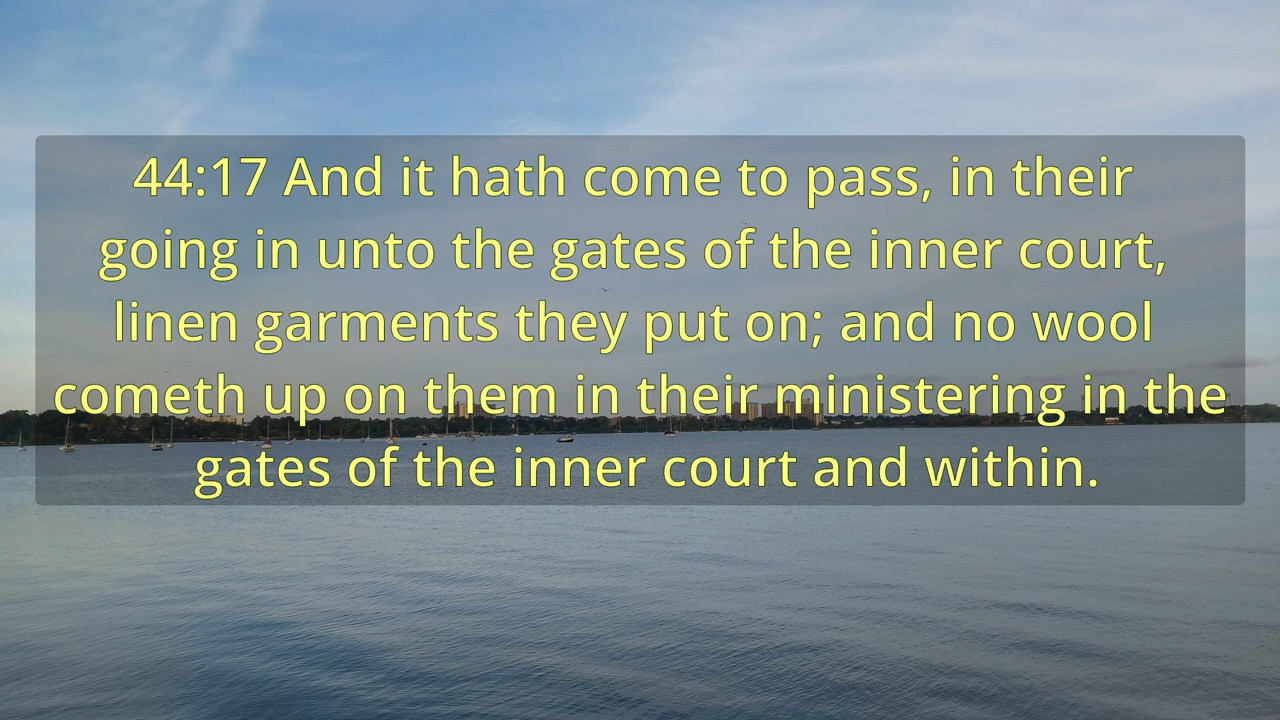 44:17 And it hath come to pass, in their
going in unto the gates of the inner court,
linen garments they put on; and no wool
cometh up on them in their ministering in the
gates of the inner court and within.